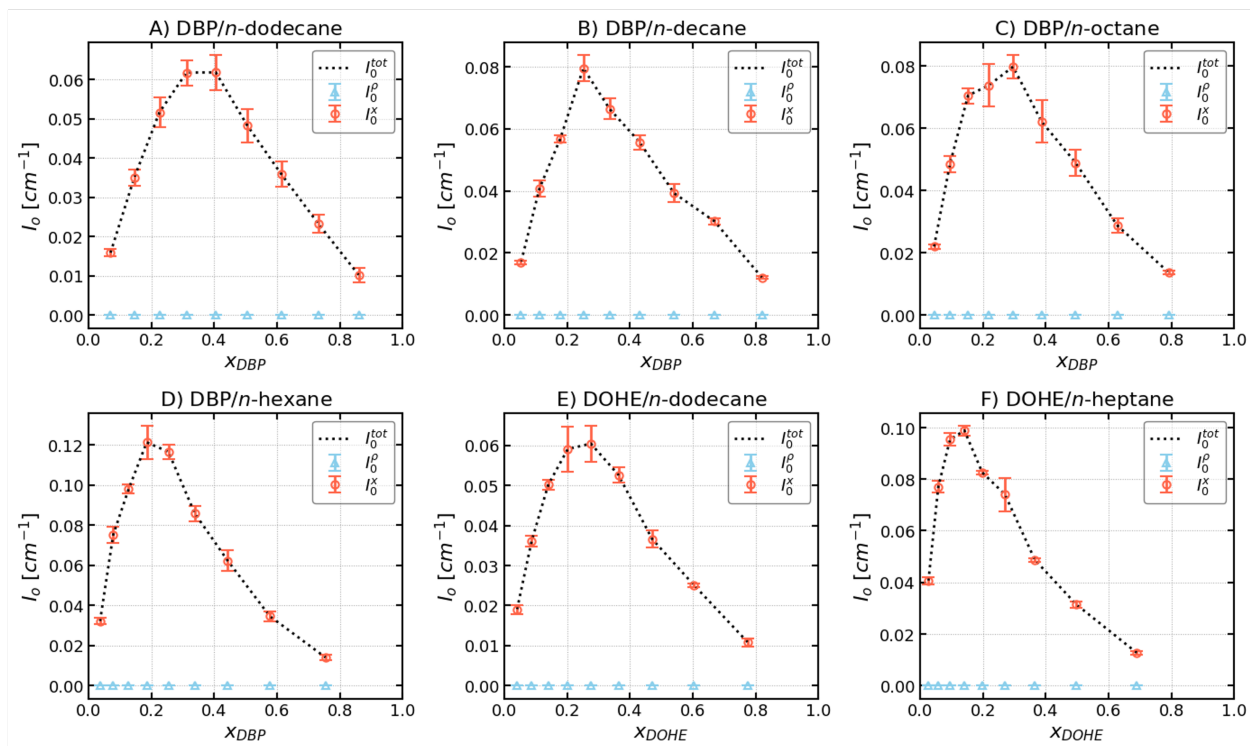 A) DBP/n-dodecane
I_o [cm⁻¹]
0.06
0.05
0.04
0.03
0.02
0.01
0.00
I_0^tot
I_0^ρ
I_0^x
0.0 0.2 0.4 0.6 0.8 1.0
x_DBP
B) DBP/n-decane
I_o [cm⁻¹]
0.08
0.06
0.04
0.02
0.00
I_0^tot
I_0^ρ
I_0^x
0.0 0.2 0.4 0.6 0.8 1.0
x_DBP
C) DBP/n-octane
I_o [cm⁻¹]
0.08
0.06
0.04
0.02
0.00
I_0^tot
I_0^ρ
I_0^x
0.0 0.2 0.4 0.6 0.8 1.0
x_DBP
D) DBP/n-hexane
I_o [cm⁻¹]
0.12
0.10
0.08
0.06
0.04
0.02
0.00
I_0^tot
I_0^ρ
I_0^x
0.0 0.2 0.4 0.6 0.8 1.0
x_DBP
E) DOHE/n-dodecane
I_o [cm⁻¹]
0.06
0.05
0.04
0.03
0.02
0.01
0.00
I_0^tot
I_0^ρ
I_0^x
0.0 0.2 0.4 0.6 0.8 1.0
x_DOHE
F) DOHE/n-heptane
I_o [cm⁻¹]
0.10
0.08
0.06
0.04
0.02
0.00
I_0^tot
I_0^ρ
I_0^x
0.0 0.2 0.4 0.6 0.8 1.0
x_DOHE